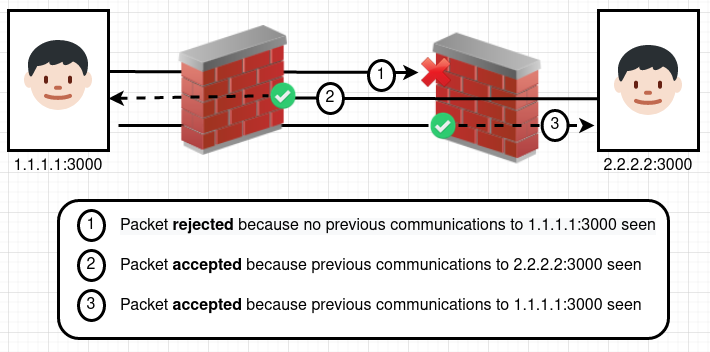 1
2
3
1.1.1.1:3000
2.2.2.2:3000
1 Packet rejected because no previous communications to 1.1.1.1:3000 seen
2 Packet accepted because previous communications to 2.2.2.2:3000 seen
3 Packet accepted because previous communications to 1.1.1.1:3000 seen